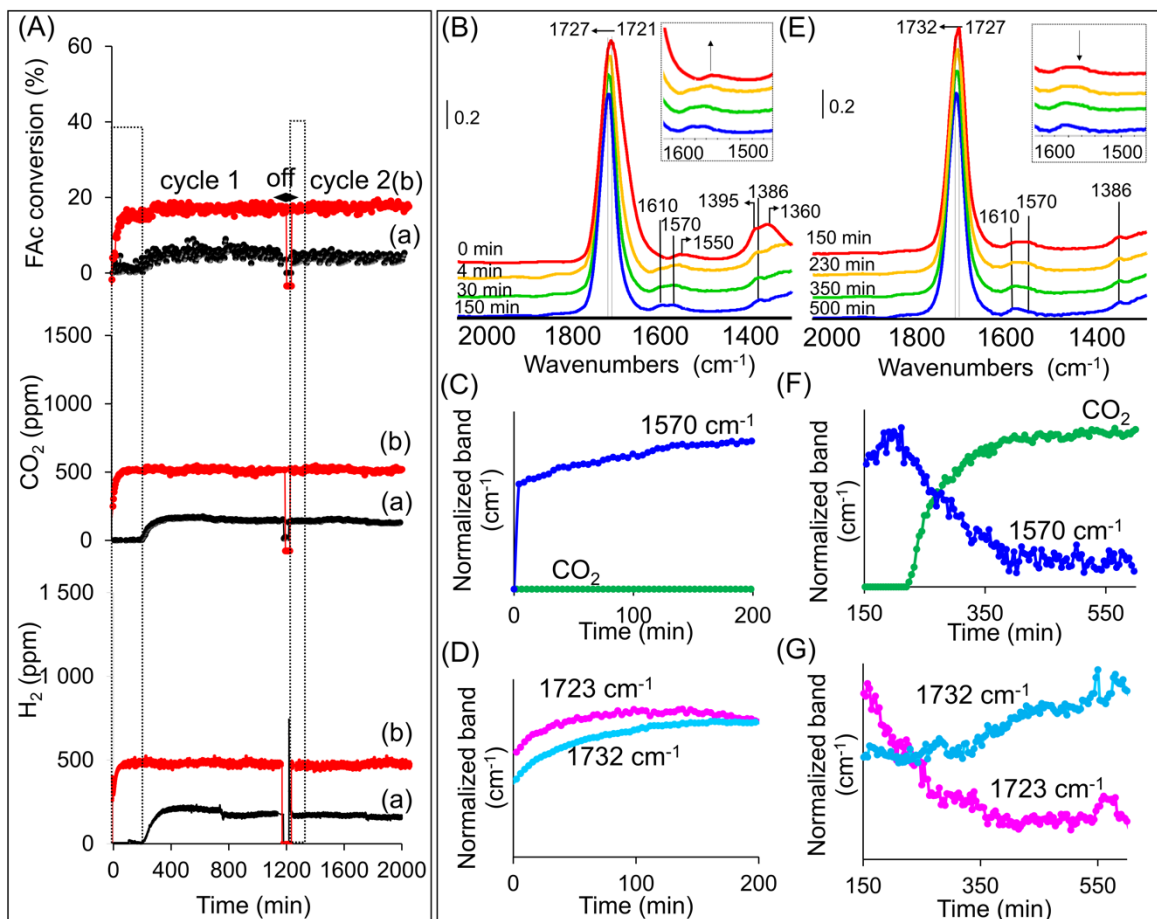 (A)
60
40
20
0
FAc conversion (%)
cycle 1
off
cycle 2
(b)
(a)
1500
1000
500
0
CO₂ (ppm)
(b)
(a)
1 500
1 000
500
0
H₂ (ppm)
(b)
(a)
0 400 800 1200 1600 2000
Time (min)
(B)
1727 1721
0.2
1600 1500
1610
1570
1550
1395
1386
1360
0 min
4 min
30 min
150 min
2000 1800 1600 1400
Wavenumbers (cm⁻¹)
(E)
1732 1727
0.2
1600 1500
1610
1570
1386
150 min
230 min
350 min
500 min
2000 1800 1600 1400
Wavenumbers (cm⁻¹)
(C)
Normalized band
(cm⁻¹)
1570 cm⁻¹
CO₂
0 100 200
Time (min)
(F)
Normalized band
(cm⁻¹)
CO₂
1570 cm⁻¹
150 350 550
Time (min)
(D)
Normalized band
(cm⁻¹)
1723 cm⁻¹
1732 cm⁻¹
0 100 200
Time (min)
(G)
Normalized band
(cm⁻¹)
1732 cm⁻¹
1723 cm⁻¹
150 350 550
Time (min)